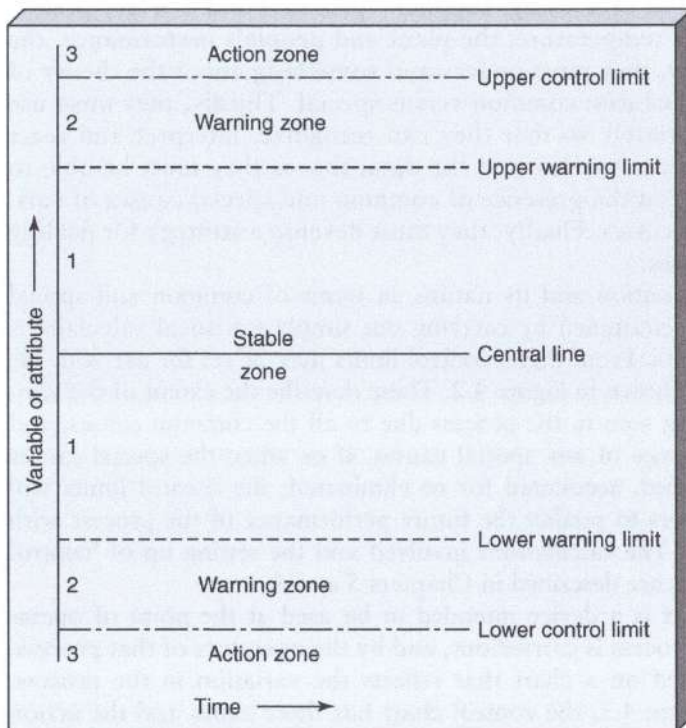 3 Action zone
Upper control limit
2 Warning zone
Upper warning limit
1
Variable or attribute
Stable
zone
Central line
1
Lower warning limit
2 Warning zone
Lower control limit
3 Action zone
Time